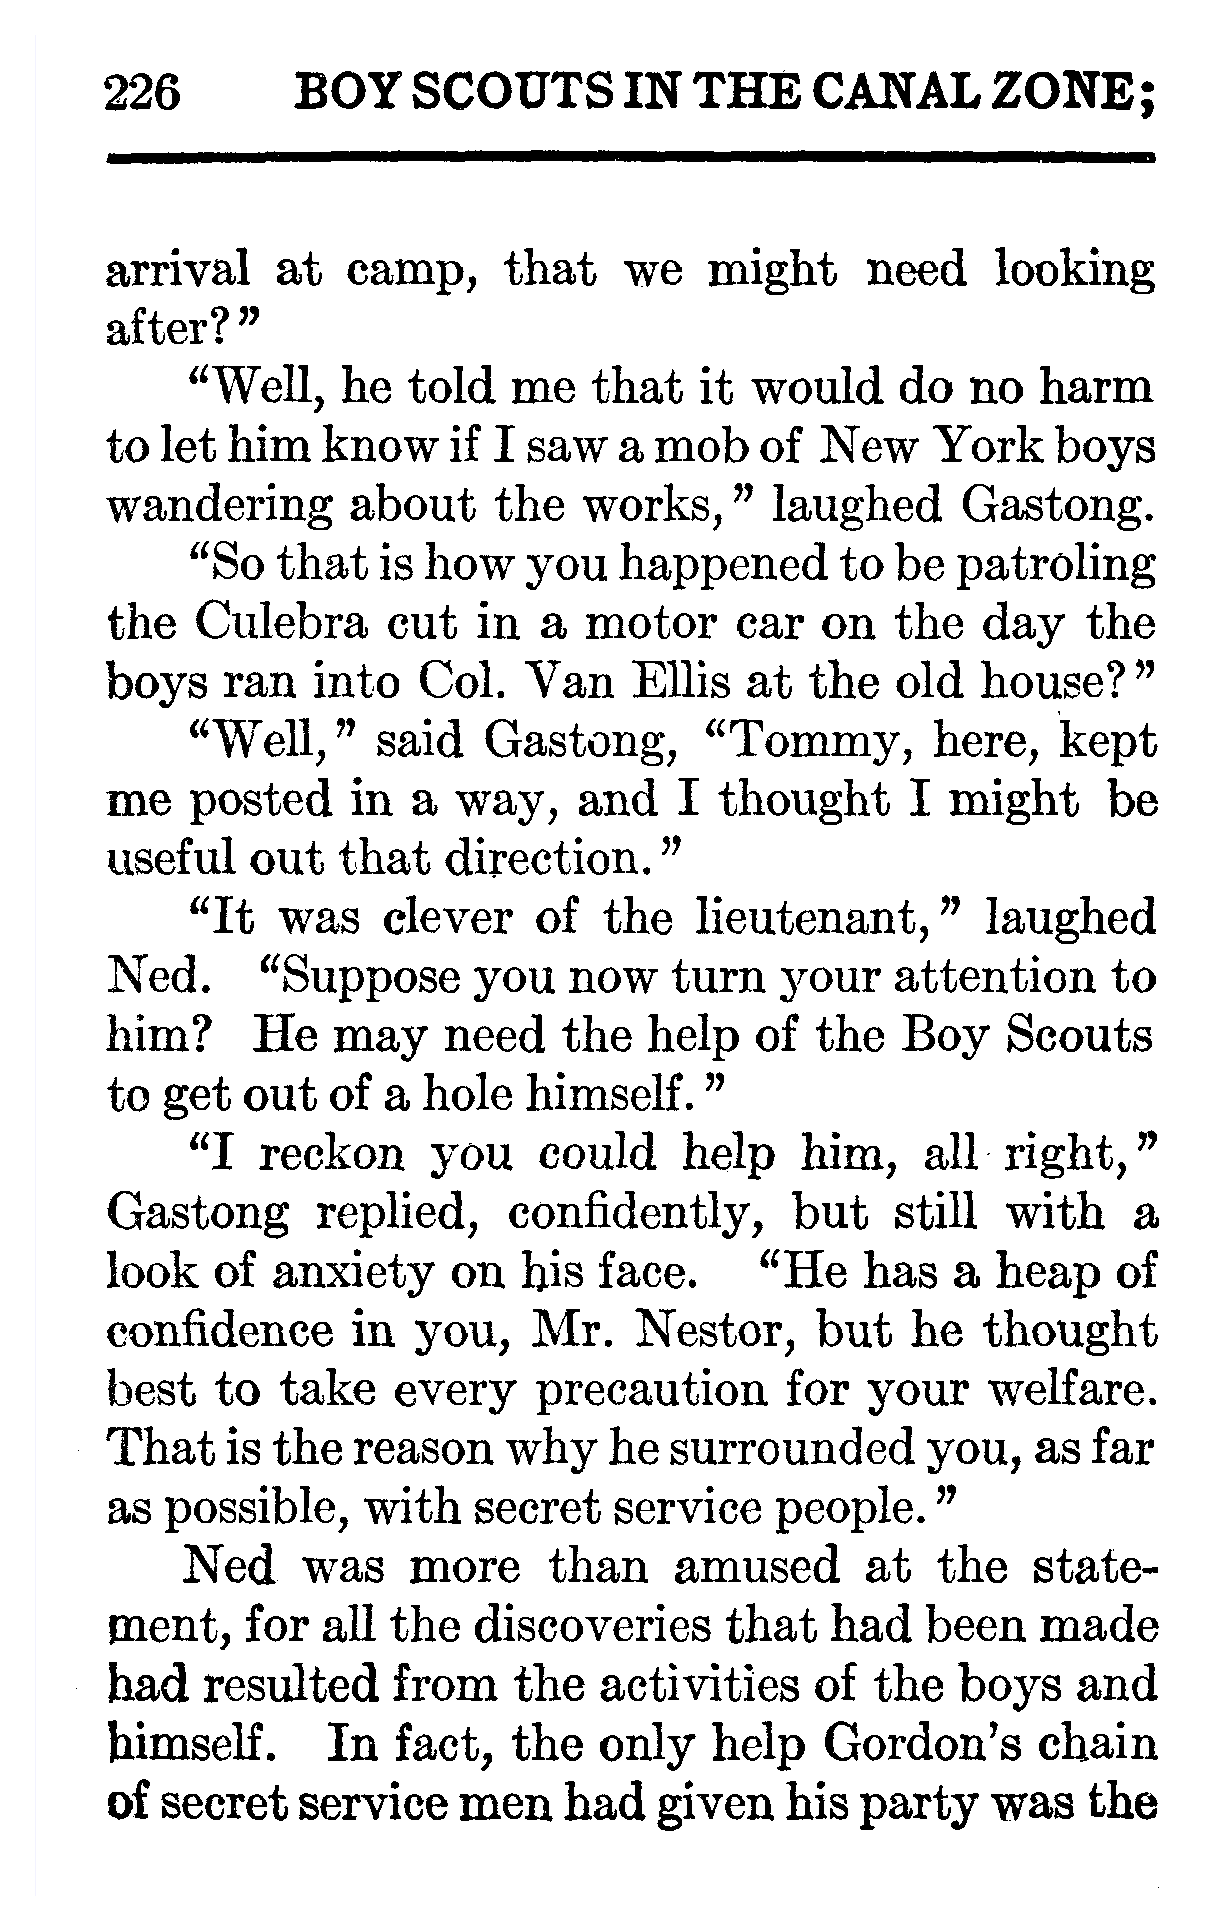 226 BOY SCOUTS IN THE CANAL ZONE;
arrival at camp, that we might need looking
after?"
"Well, he told me that it would do no harm
to let him know if I saw a mob of New York boys
wandering about the works," laughed Gastong.
"So that is how you happened to be patroling
the Culebra cut in a motor car on the day the
boys ran into Col. Van Ellis at the old house?"
"Well," said Gastong, "Tommy, here, kept
me posted in a way, and I thought I might be
useful out that direction."
"It was clever of the lieutenant," laughed
Ned. "Suppose you now turn your attention to
him? He may need the help of the Boy Scouts
to get out of a hole himself."
"I reckon you could help him, all right,"
Gastong replied, confidently, but still with a
look of anxiety on his face. "He has a heap of
confidence in you, Mr. Nestor, but he thought
best to take every precaution for your welfare.
That is the reason why he surrounded you, as far
as possible, with secret service people."
Ned was more than amused at the state-
ment, for all the discoveries that had been made
had resulted from the activities of the boys and
himself. In fact, the only help Gordon's chain
of secret service men had given his party was the